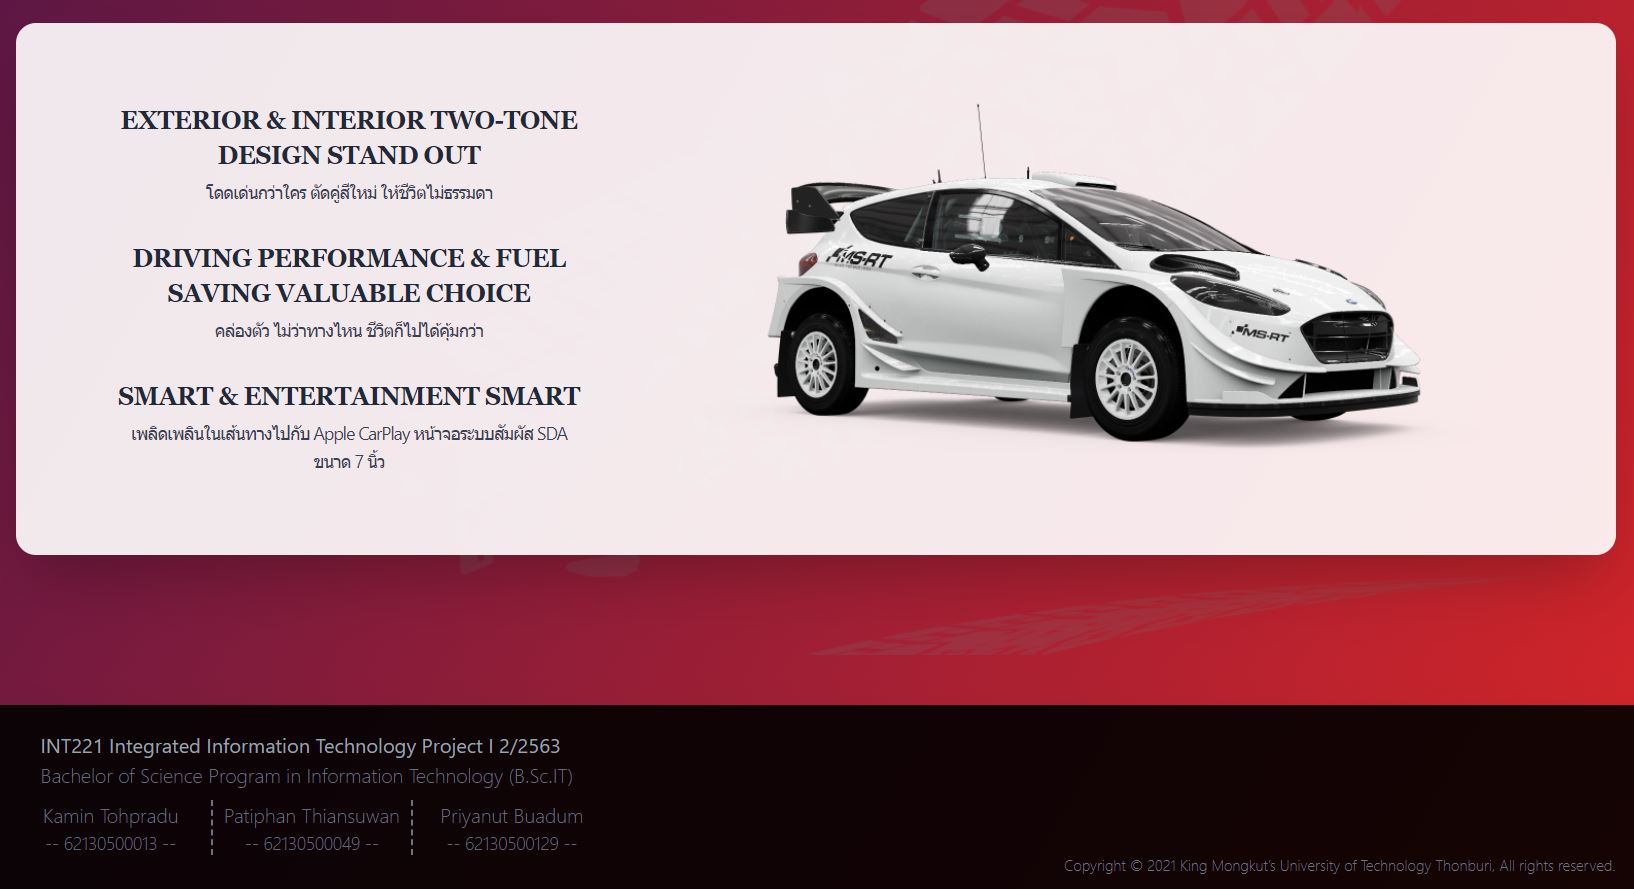 EXTERIOR & INTERIOR TWO-TONE
DESIGN STAND OUT
โดดเด่นกว่าใคร ตัดคู่สีใหม่ ให้ชีวิตไม่ธรรมดา
DRIVING PERFORMANCE & FUEL
SAVING VALUABLE CHOICE
คล่องตัว ไม่ว่าทางไหน ชีวิตก็ไปได้คุ้มกว่า
SMART & ENTERTAINMENT SMART
เพลิดเพลินในเส้นทางไปกับ Apple CarPlay หน้าจอระบบสัมผัส SDA
ขนาด 7 นิ้ว
MS-RT
MS-RT
INT221 Integrated Information Technology Project I 2/2563
Bachelor of Science Program in Information Technology (B.Sc.IT)
Kamin Tohpradu
-- 62130500013 --
Patiphan Thiansuwan
-- 62130500049 --
Priyanut Buadum
-- 62130500129 --
Copyright © 2021 King Mongkut's University of Technology Thonburi, All rights reserved.